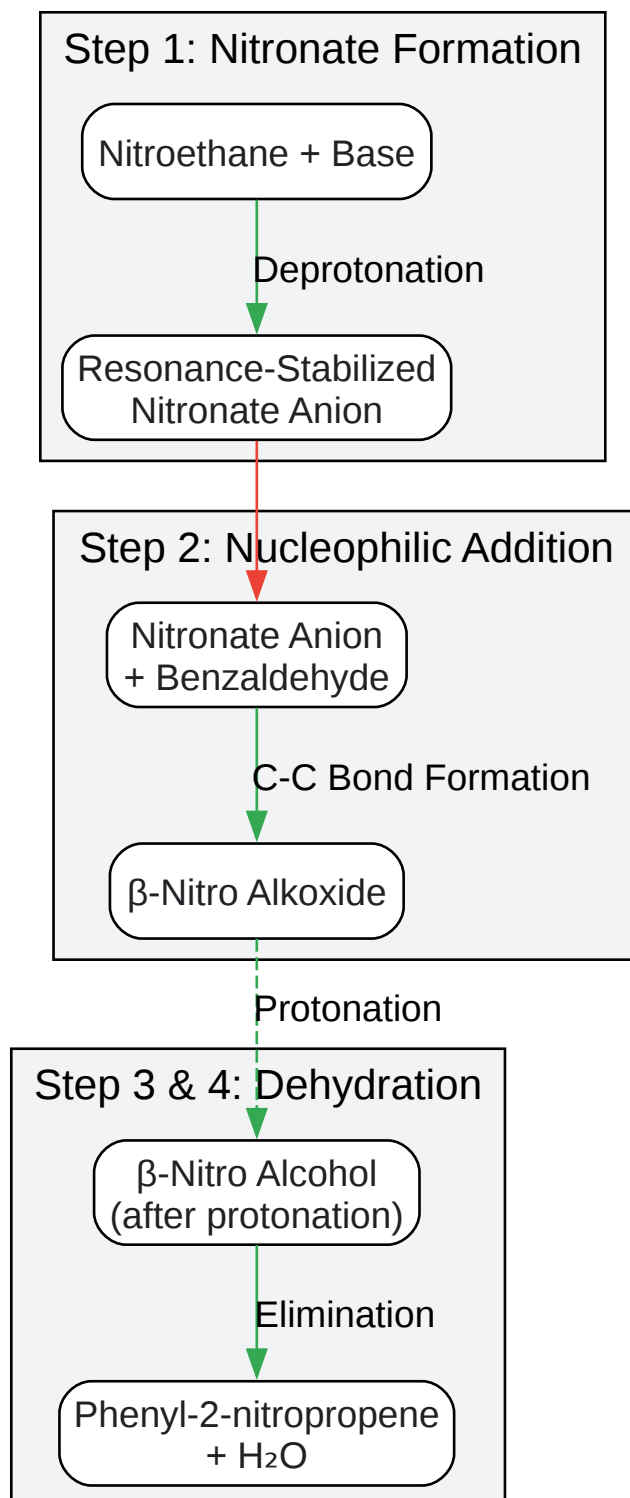 Step 1: Nitronate Formation
Nitroethane + Base
Deprotonation
Resonance-Stabilized
Nitronate Anion
Step 2: Nucleophilic Addition
Nitronate Anion
+ Benzaldehyde
C-C Bond Formation
β-Nitro Alkoxide
Protonation
Step 3 & 4: Dehydration
β-Nitro Alcohol
(after protonation)
Elimination
Phenyl-2-nitropropene
+ H₂O